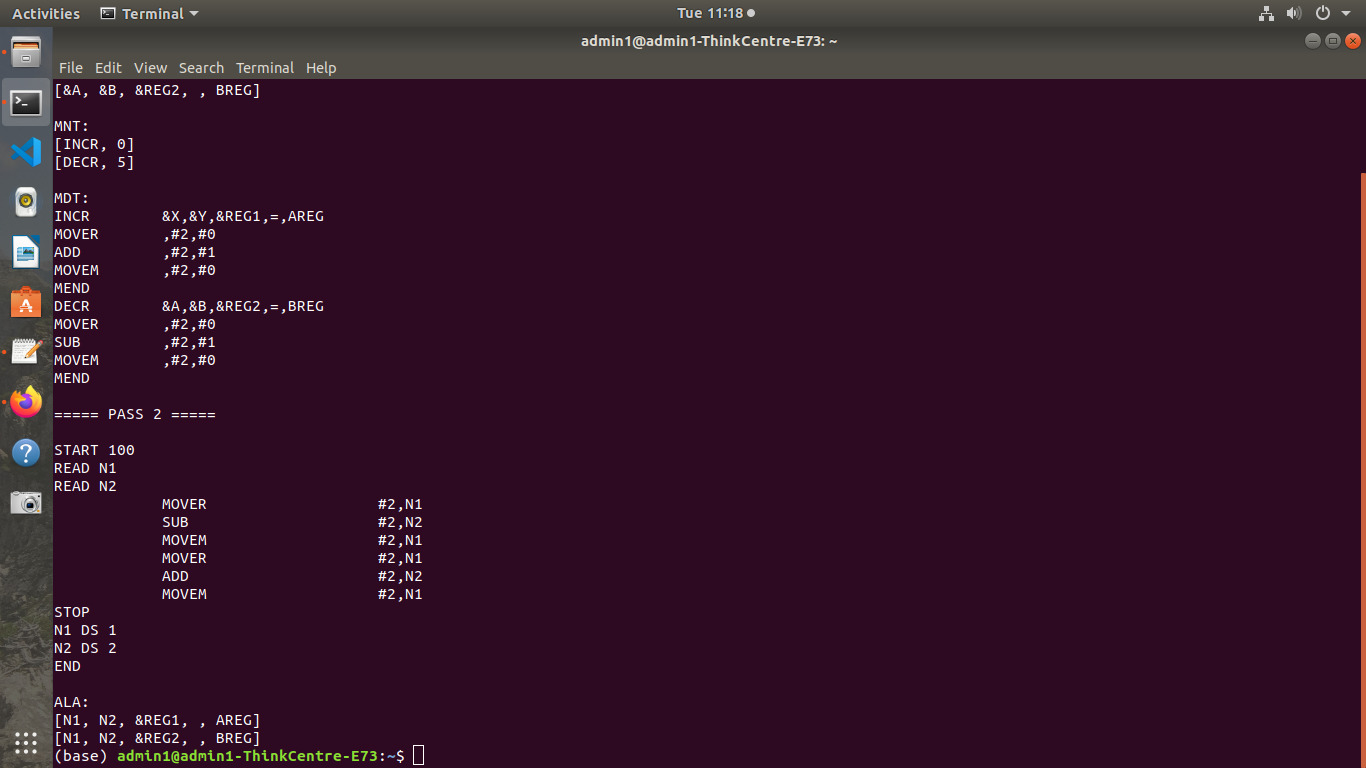 Activities Terminal Tue 11:18
admin1@admin1-ThinkCentre-E73: ~
File Edit View Search Terminal Help
[&A, &B, &REG2, , BREG]
MNT:
[INCR, 0]
[DECR, 5]
MDT:
INCR &X,&Y,&REG1,=,AREG
MOVER ,#2,#0
ADD ,#2,#1
MOVEM ,#2,#0
MEND
DECR &A,&B,&REG2,=,BREG
MOVER ,#2,#0
SUB ,#2,#1
MOVEM ,#2,#0
MEND
===== PASS 2 =====
START 100
READ N1
READ N2
MOVER #2,N1
SUB #2,N2
MOVEM #2,N1
MOVER #2,N1
ADD #2,N2
MOVEM #2,N1
STOP
N1 DS 1
N2 DS 2
END
ALA:
[N1, N2, &REG1, , AREG]
[N1, N2, &REG2, , BREG]
(base) admin1@admin1-ThinkCentre-E73:~$